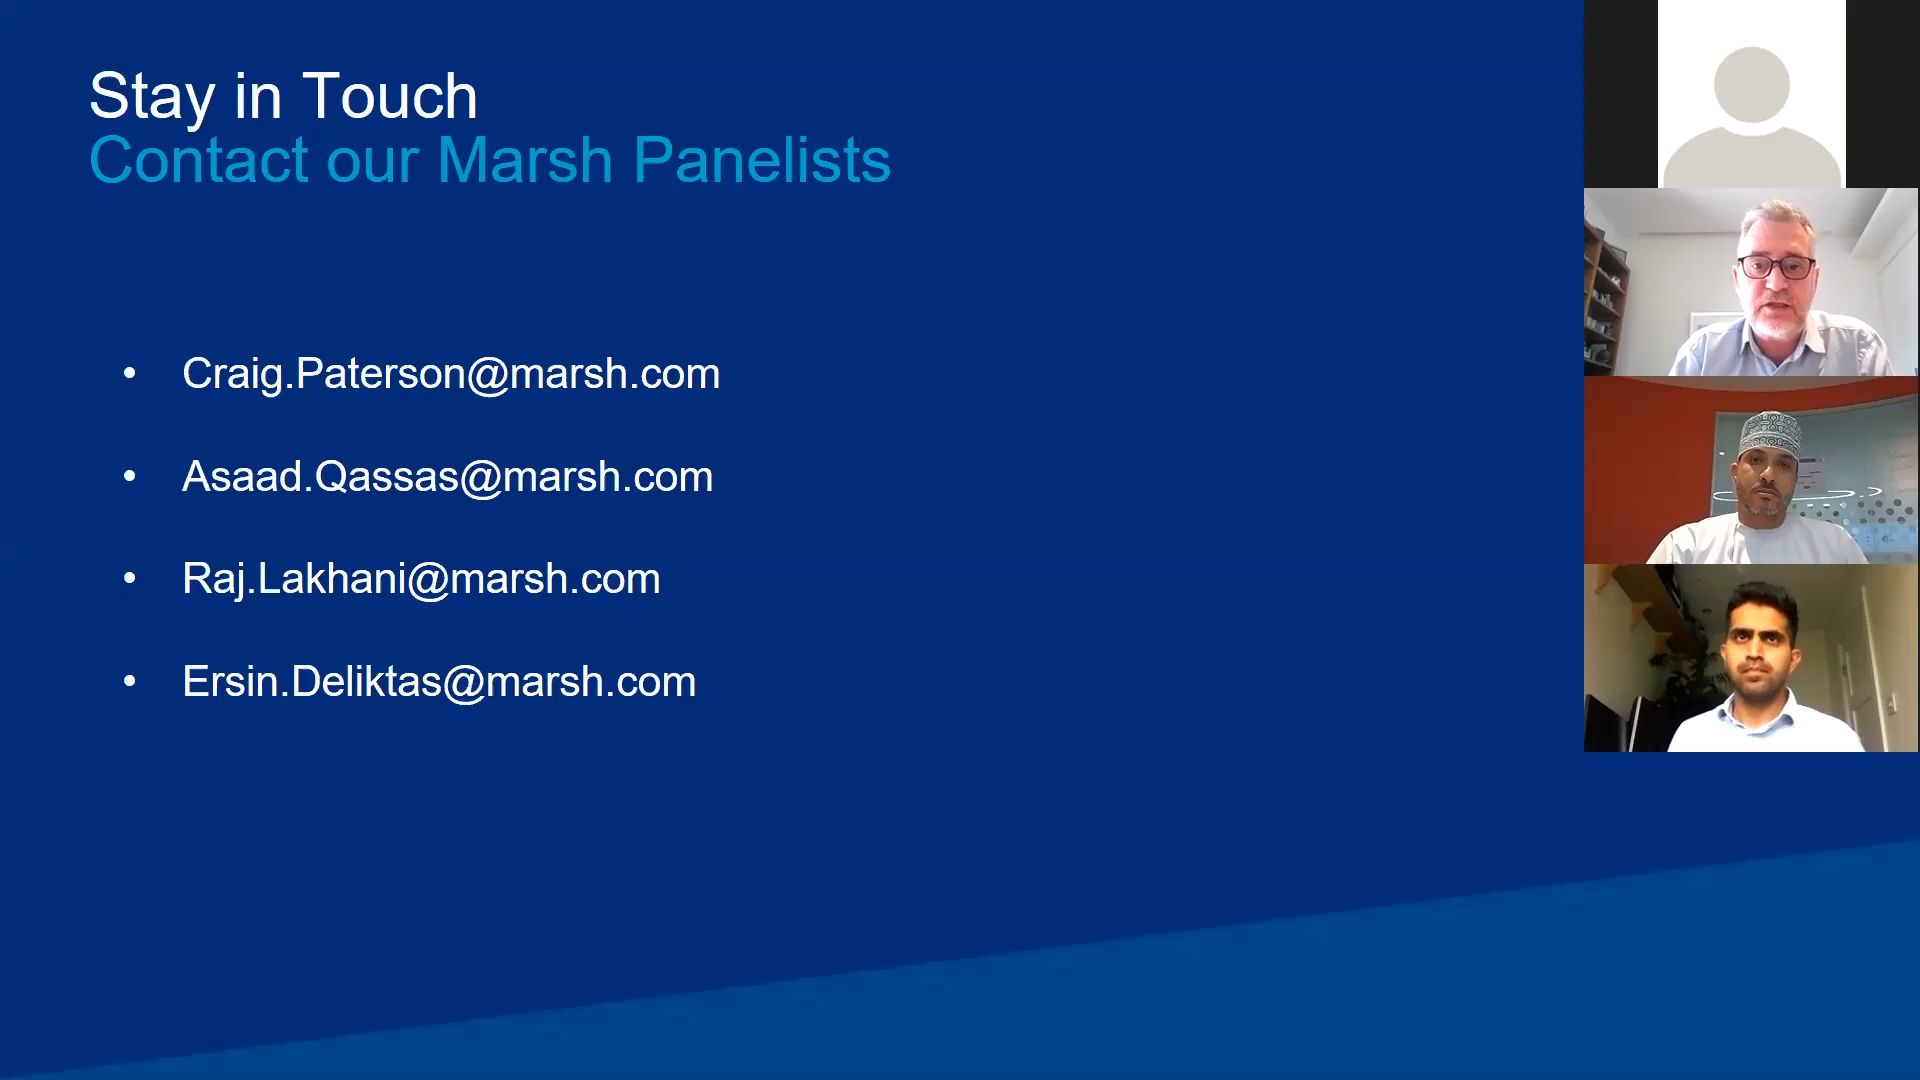 Stay in Touch
Contact our Marsh Panelists
• Craig.Paterson@marsh.com
• Asaad.Qassas@marsh.com
• Raj.Lakhani@marsh.com
• Ersin.Deliktas@marsh.com